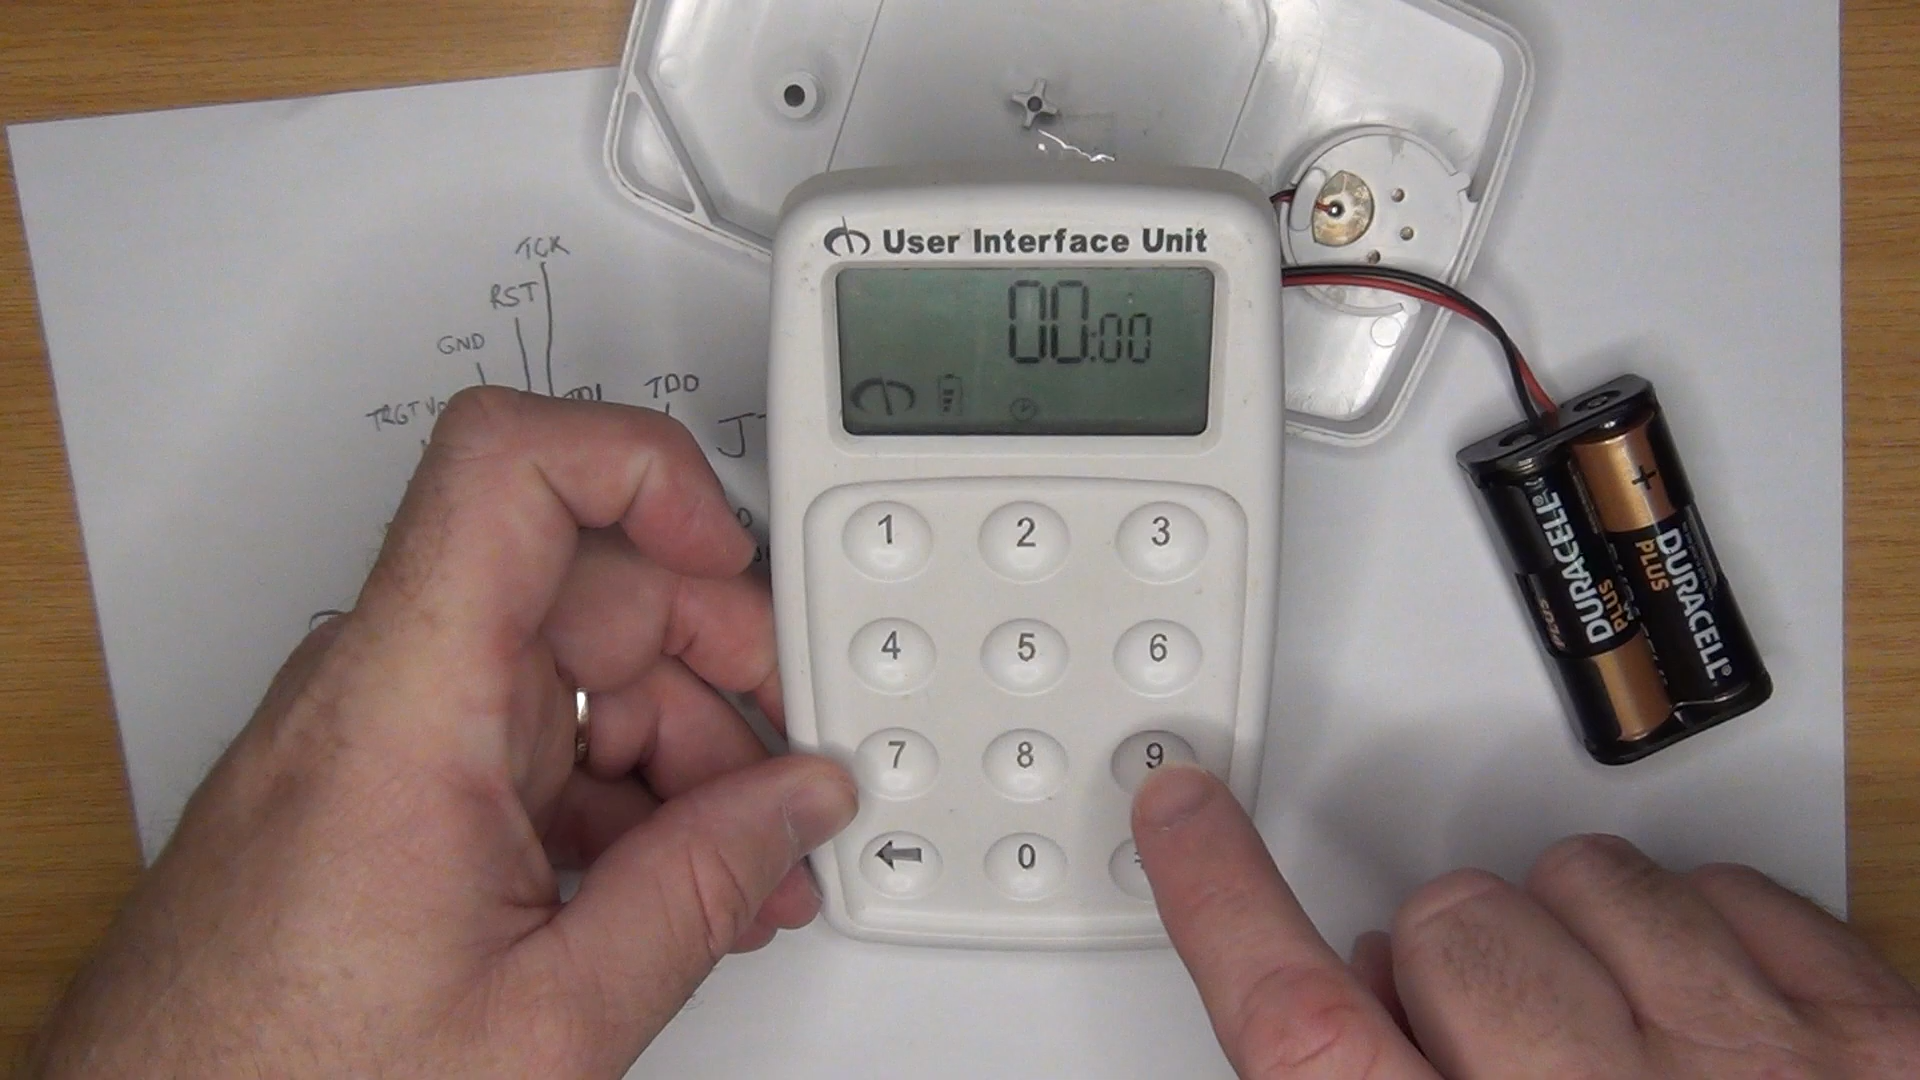 User Interface Unit
00:00
TCK
RST
GND
TDO
TRGT
1 2 3
4 5 6
7 8 9
0
DURACELL®
PLUS
+
DURACELL®
PLUS